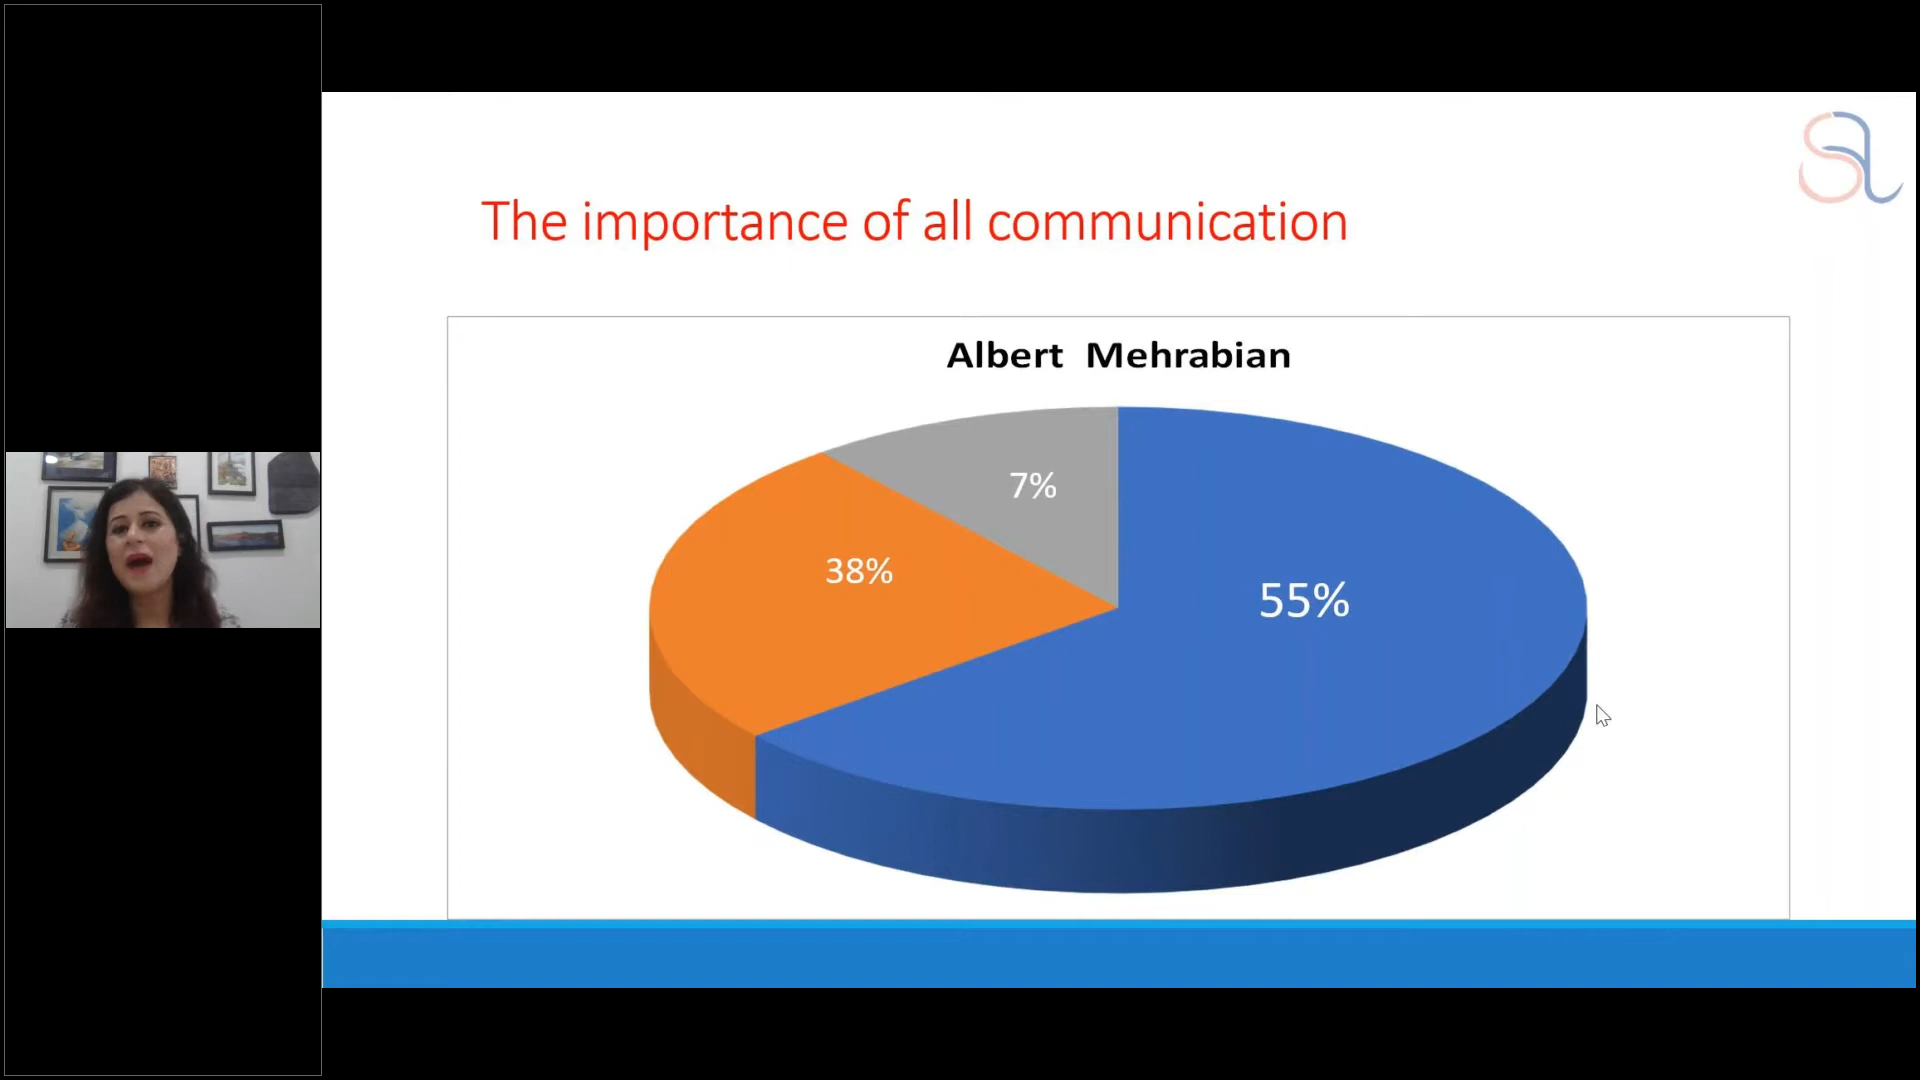 The importance of all communication
Albert Mehrabian
7%
38%
55%